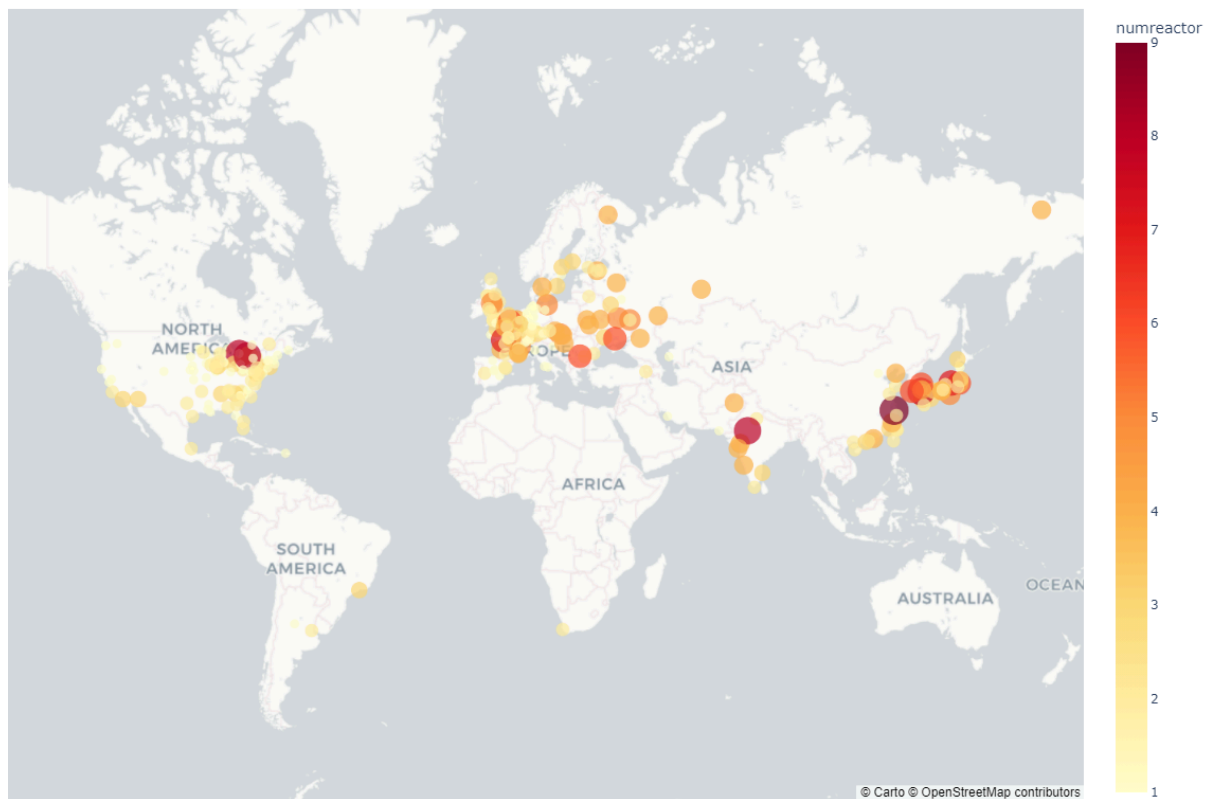 numreactor
9
8
7
6
5
4
3
2
1
NORTH
AMERICA
EUROPE
ASIA
AFRICA
SOUTH
AMERICA
AUSTRALIA
OCEAN
© Carto © OpenStreetMap contributors